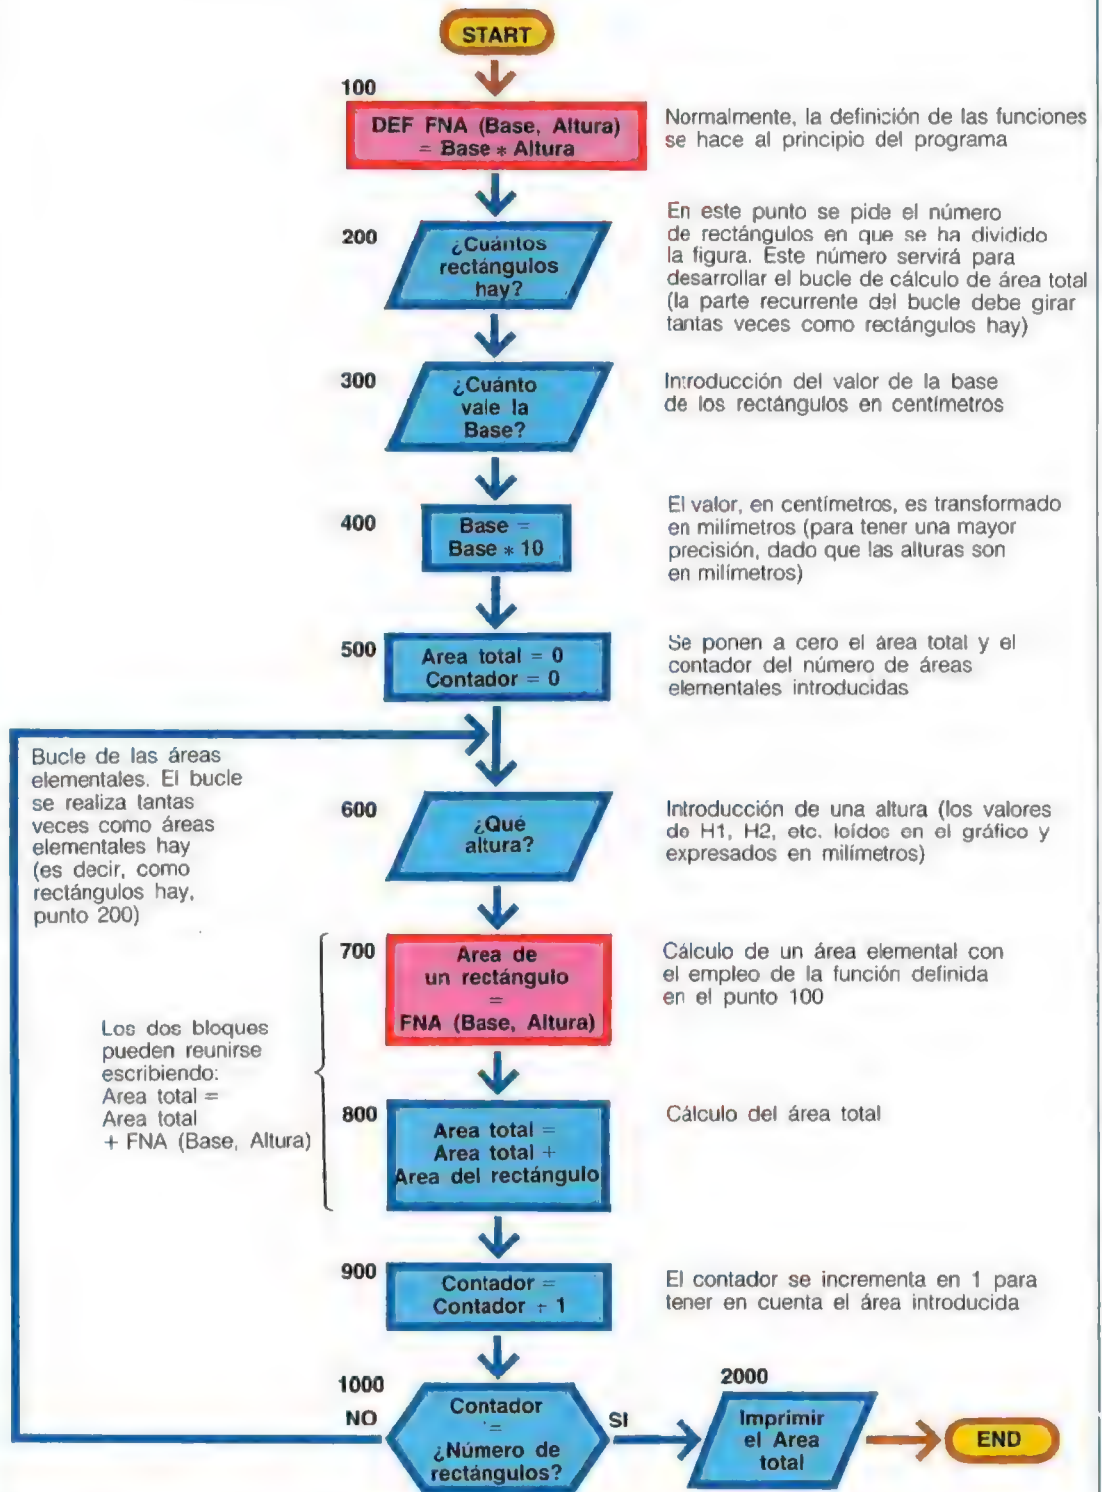 START
100
DEF FNA (Base, Altura)
= Base * Altura
Normalmente, la definición de las funciones
se hace al principio del programa
200
¿Cuántos
rectángulos
hay?
En este punto se pide el número
de rectángulos en que se ha dividido
la figura. Este número servirá para
desarrollar el bucle de cálculo de área total
(la parte recurrente del bucle debe girar
tantas veces como rectángulos hay)
300
¿Cuánto
vale la
Base?
Introducción del valor de la base
de los rectángulos en centímetros
400
Base =
Base * 10
El valor, en centímetros, es transformado
en milímetros (para tener una mayor
precisión, dado que las alturas son
en milímetros)
500
Area total = 0
Contador = 0
Se ponen a cero el área total y el
contador del número de áreas
elementales introducidas
Bucle de las áreas
elementales. El bucle
se realiza tantas
veces como áreas
elementales hay
(es decir, como
rectángulos hay,
punto 200)
600
¿Qué
altura?
Introducción de una altura (los valores
de H1, H2, etc. leídos en el gráfico y
expresados en milímetros)
700
Area de
un rectángulo
=
FNA (Base, Altura)
Cálculo de un área elemental con
el empleo de la función definida
en el punto 100
Los dos bloques
pueden reunirse
escribiendo:
Area total =
Area total
+ FNA (Base, Altura)
800
Area total =
Area total +
Area del rectángulo
Cálculo del área total
900
Contador =
Contador + 1
El contador se incrementa en 1 para
tener en cuenta el área introducida
1000
NO
Contador
=
¿Número de
rectángulos?
SI
2000
Imprimir
el Area
total
END